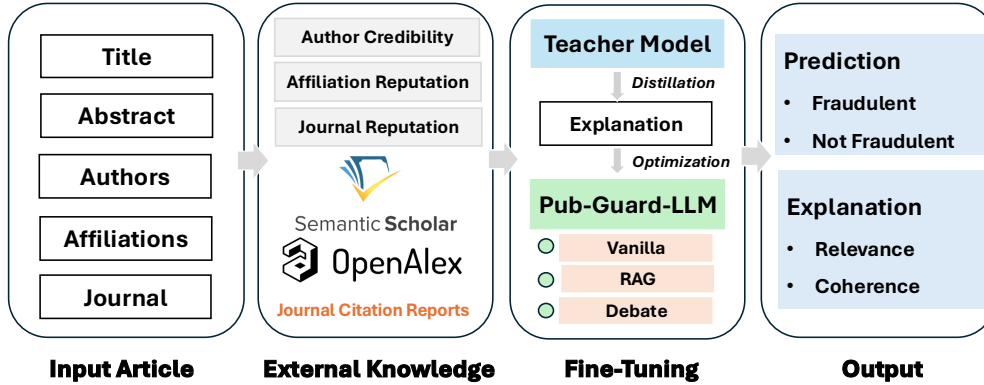 Title
Abstract
Authors
Affiliations
Journal
Input Article
Author Credibility
Affiliation Reputation
Journal Reputation
Semantic Scholar
OpenAlex
Journal Citation Reports
External Knowledge
Teacher Model
Distillation
Explanation
Optimization
Pub-Guard-LLM
Vanilla
RAG
Debate
Fine-Tuning
Prediction
• Fraudulent
• Not Fraudulent
Explanation
• Relevance
• Coherence
Output